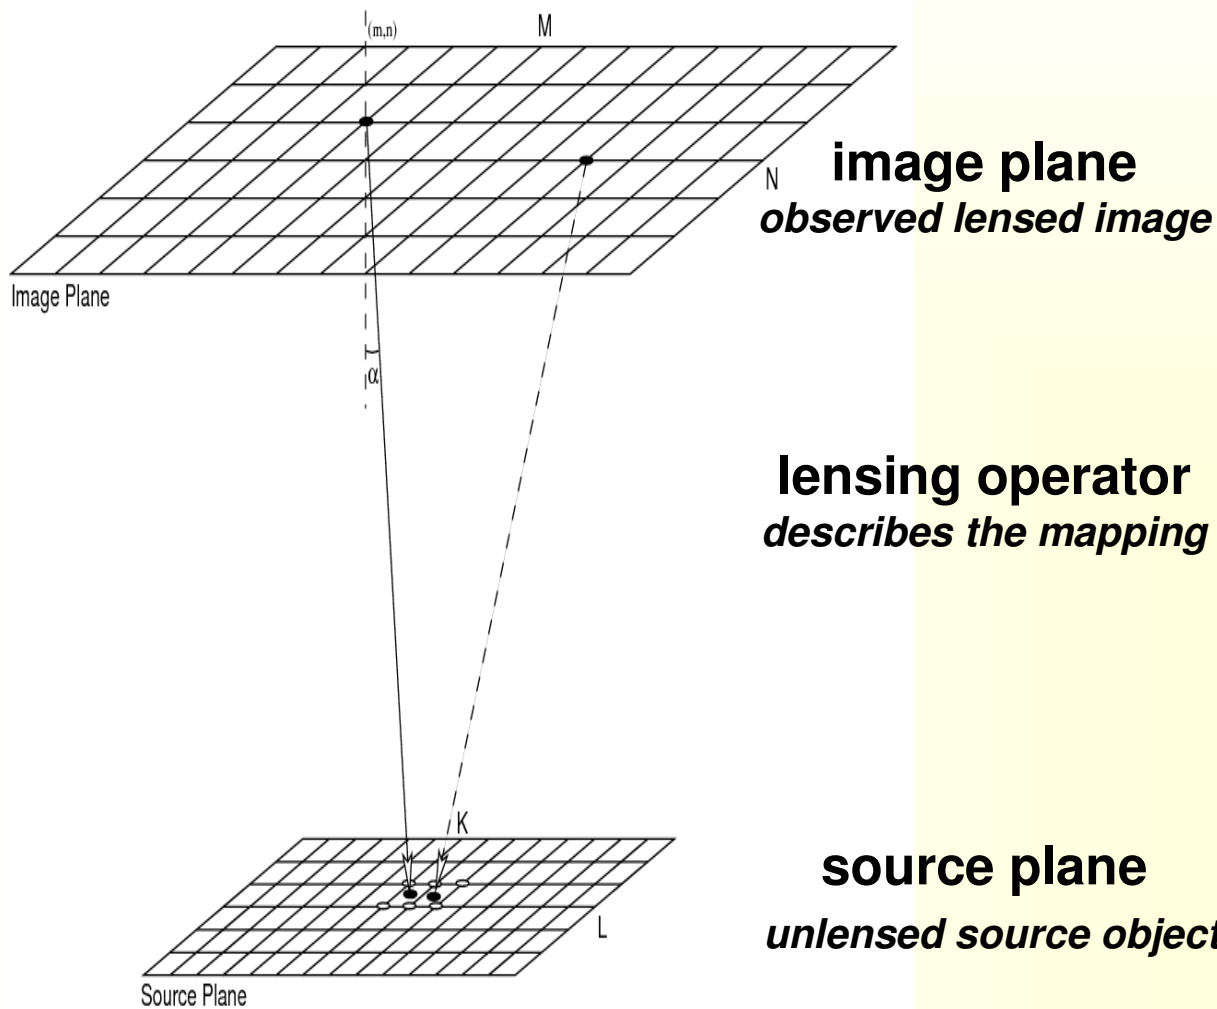 (m,n)
M
N
image plane
observed lensed image
Image Plane
α
lensing operator
describes the mapping
K
source plane
L
unlensed source object
Source Plane